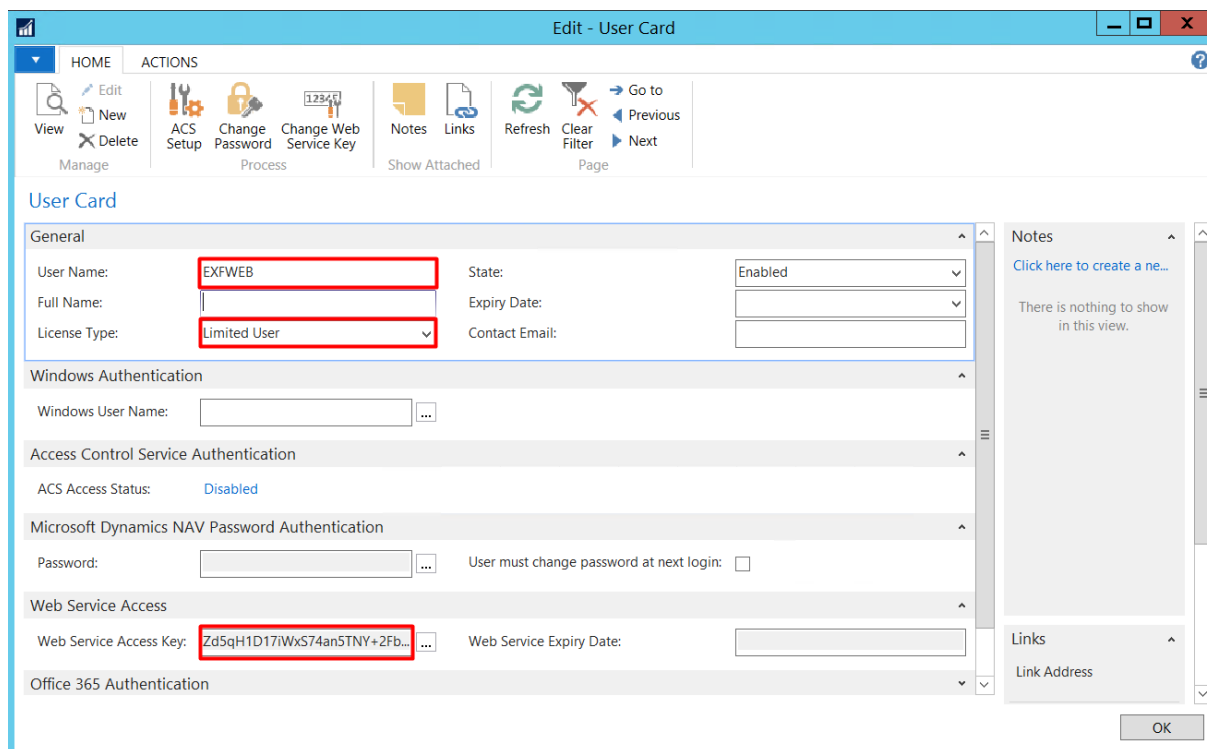 Edit - User Card
HOME ACTIONS
View
Edit
New
Delete
Manage
ACS Setup
Change Password
Change Web Service Key
Process
Notes
Links
Show Attached
Refresh
Clear Filter
Go to
Previous
Next
Page
User Card
General
User Name: EXFWEB State: Enabled
Full Name: Expiry Date:
License Type: Limited User Contact Email:
Windows Authentication
Windows User Name: ...
Access Control Service Authentication
ACS Access Status: Disabled
Microsoft Dynamics NAV Password Authentication
Password: ... User must change password at next login:
Web Service Access
Web Service Access Key: Zd5qH1D17iWxS74an5TNY+2Fb... ... Web Service Expiry Date:
Office 365 Authentication
Notes
Click here to create a ne...
There is nothing to show
in this view.
Links
Link Address
OK